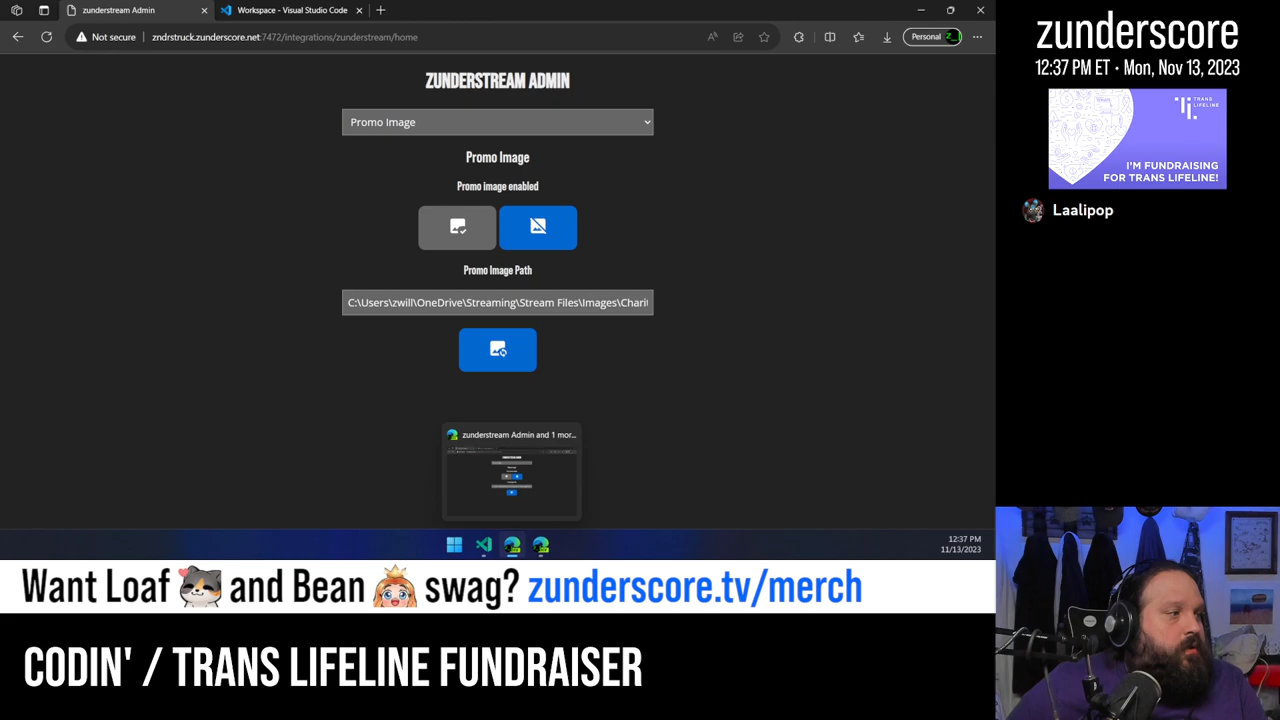 zunderstream Admin
Workspace - Visual Studio Code
Not secure
zndrstruck.zunderscore.net:7472/integrations/zunderstream/home
Personal
ZUNDERSTREAM ADMIN
Promo Image
Promo Image
Promo image enabled
Promo Image Path
C:\Users\zwill\OneDrive\Streaming\Stream Files\Images\Charit
zunderstream Admin and 1 mor...
12:37 PM
11/13/2023
Want Loaf and Bean swag? zunderscore.tv/merch
CODIN' / TRANS LIFELINE FUNDRAISER
zunderscore
12:37 PM ET • Mon, Nov 13, 2023
TRANS
LIFELINE
I'M FUNDRAISING
FOR TRANS LIFELINE!
Laalipop